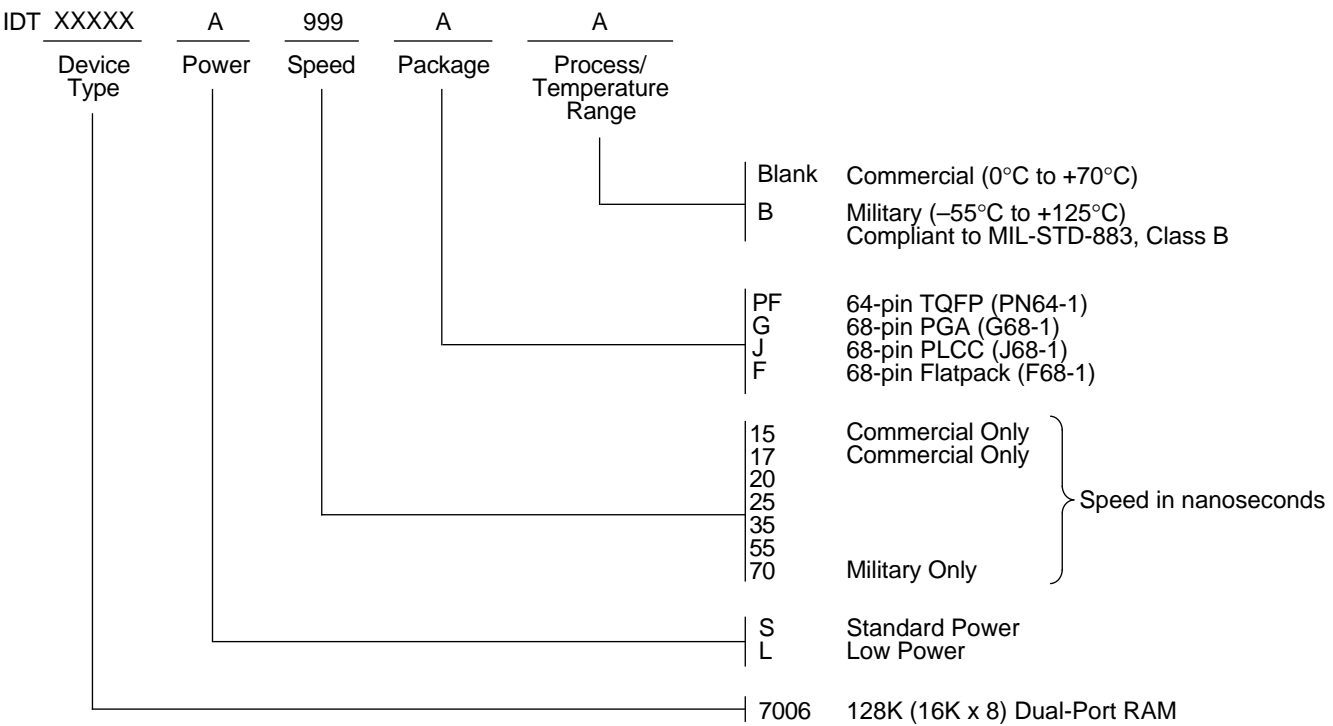 IDT XXXXX A 999 A A
Device Type Power Speed Package Process/ Temperature Range
Blank Commercial (0°C to +70°C)
B Military (–55°C to +125°C)
Compliant to MIL-STD-883, Class B
PF 64-pin TQFP (PN64-1)
G 68-pin PGA (G68-1)
J 68-pin PLCC (J68-1)
F 68-pin Flatpack (F68-1)
15 Commercial Only
17 Commercial Only
20
25 Speed in nanoseconds
35
55
70 Military Only
S Standard Power
L Low Power
7006 128K (16K x 8) Dual-Port RAM